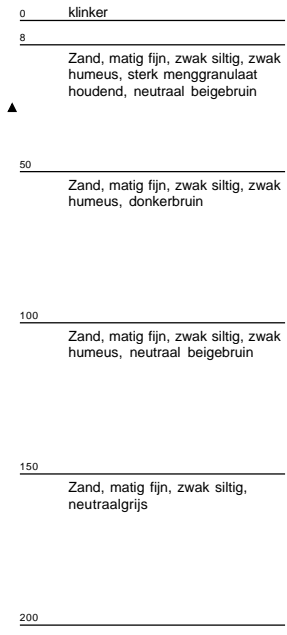 0 klinker
8
Zand, matig fijn, zwak siltig, zwak
humeus, sterk menggranulaat
houdend, neutraal beigebruin
50
Zand, matig fijn, zwak siltig, zwak
humeus, donkerbruin
100
Zand, matig fijn, zwak siltig, zwak
humeus, neutraal beigebruin
150
Zand, matig fijn, zwak siltig,
neutraalgrijs
200